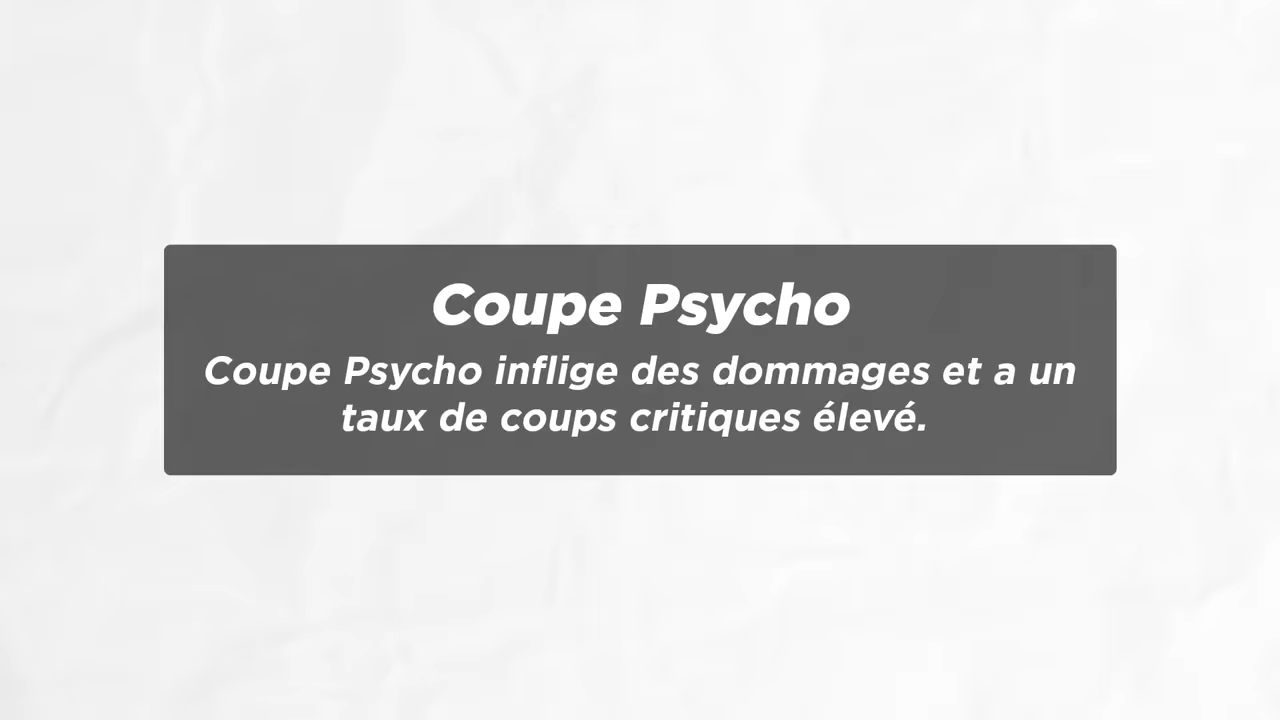 Coupe Psycho
Coupe Psycho inflige des dommages et a un
taux de coups critiques élevé.